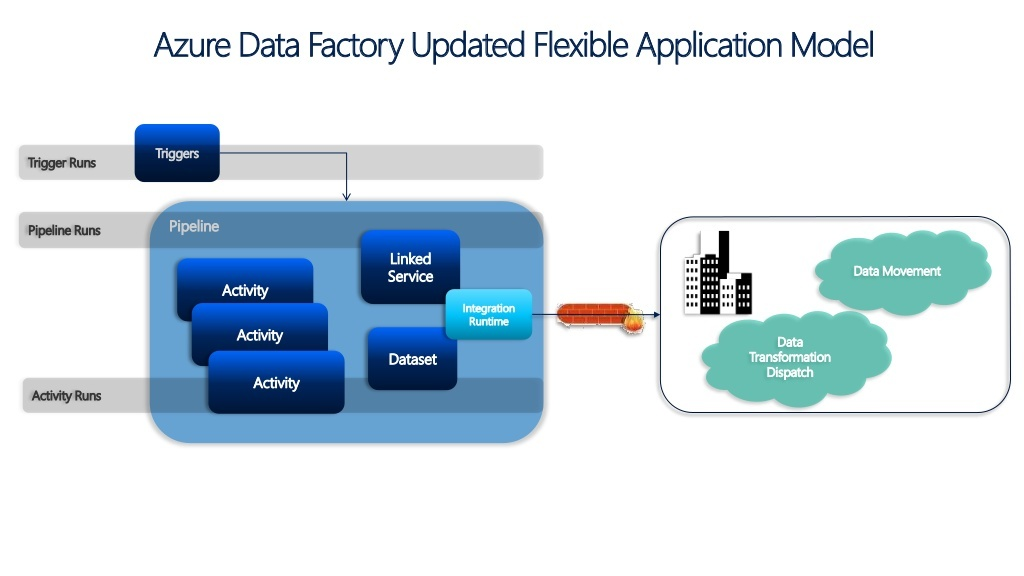 Azure Data Factory Updated Flexible Application Model
Triggers
Trigger Runs
Pipeline Runs
Pipeline
Linked
Service
Activity
Integration
Runtime
Activity
Dataset
Activity
Activity Runs
Data Movement
Data
Transformation
Dispatch